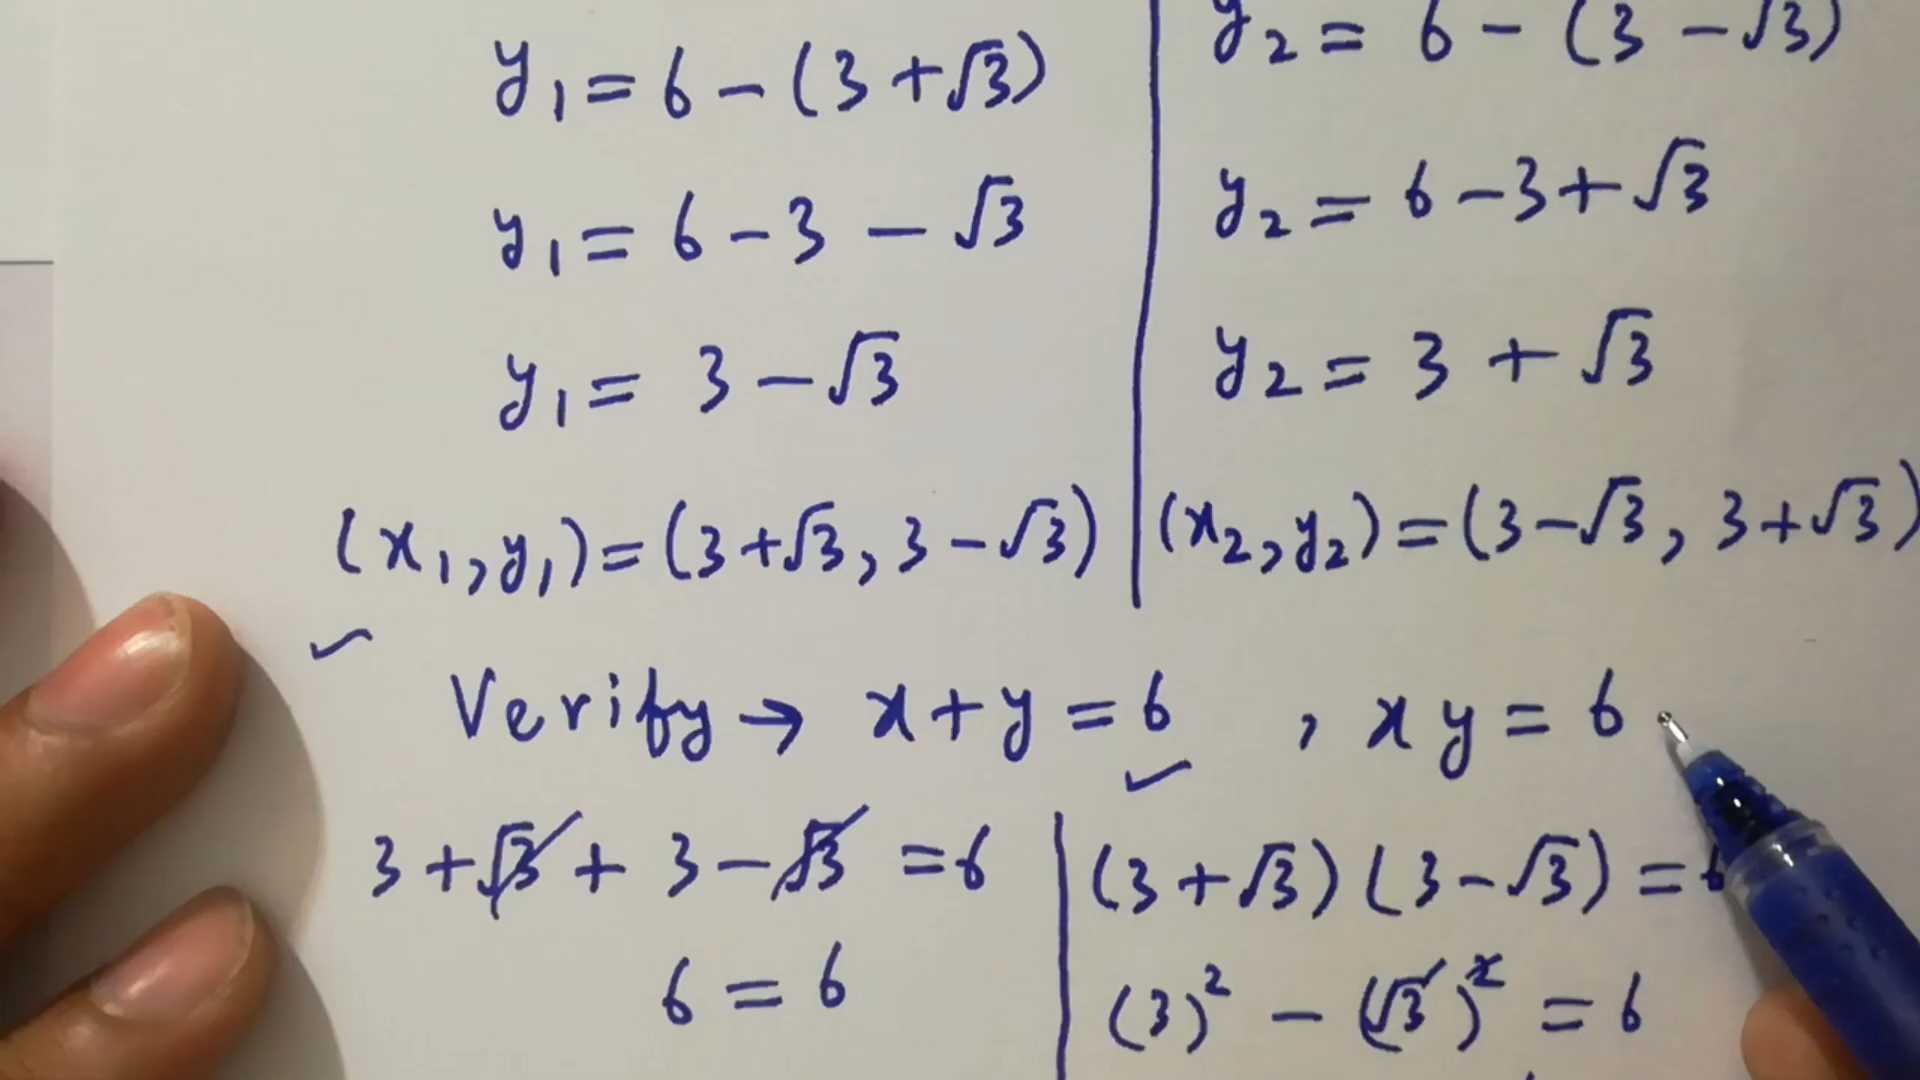 y₁ = 6 - (3 + √3)
y₁ = 6 - 3 - √3
y₁ = 3 - √3
(x₁, y₁) = (3 + √3, 3 - √3)
y₂ = 6 - (3 - √3)
y₂ = 6 - 3 + √3
y₂ = 3 + √3
(x₂, y₂) = (3 - √3, 3 + √3)
Verify → x + y = 6 , xy = 6
3 + √3 + 3 - √3 = 6
6 = 6
(3 + √3)(3 - √3) = 6
(3)² - (√3)² = 6